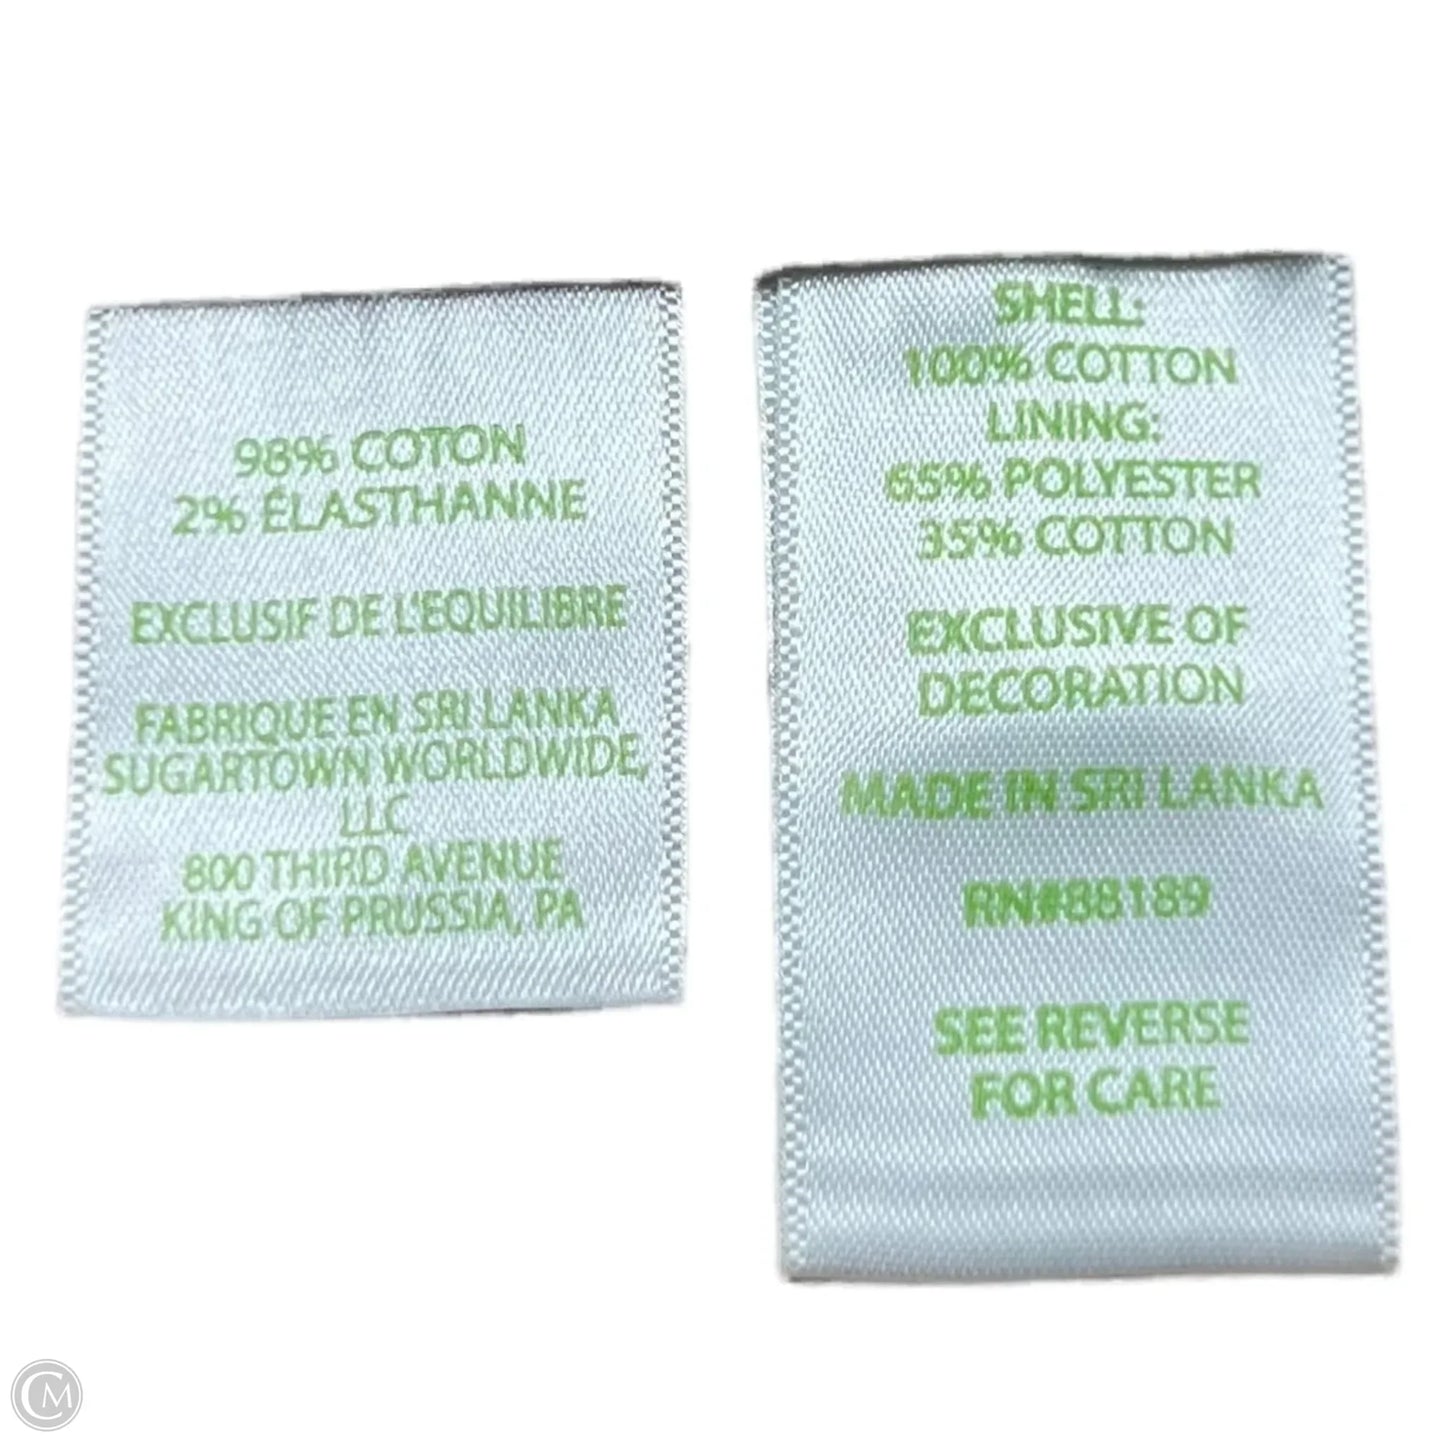 98% COTON
2% ÉLASTHANNE
EXCLUSIF DE L'EQUILIBRE
FABRIQUE EN SRI LANKA
SUGARTOWN WORLDWIDE,
LLC
800 THIRD AVENUE
KING OF PRUSSIA, PA
SHELL:
100% COTTON
LINING:
65% POLYESTER
35% COTTON
EXCLUSIVE OF
DECORATION
MADE IN SRI LANKA
RN#88189
SEE REVERSE
FOR CARE
CM